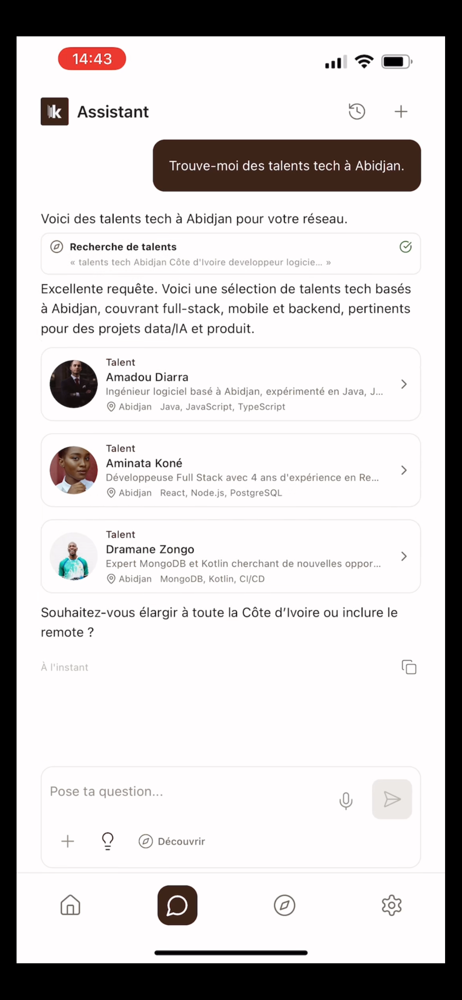 14:43
k Assistant
Trouve-moi des talents tech à Abidjan.
Voici des talents tech à Abidjan pour votre réseau.
Recherche de talents
« talents tech Abidjan Côte d'Ivoire developpeur logicie... »
Excellente requête. Voici une sélection de talents tech basés
à Abidjan, couvrant full-stack, mobile et backend, pertinents
pour des projets data/IA et produit.
Talent
Amadou Diarra
Ingénieur logiciel basé à Abidjan, expérimenté en Java, J...
Abidjan Java, JavaScript, TypeScript
Talent
Aminata Koné
Développeuse Full Stack avec 4 ans d'expérience en Re...
Abidjan React, Node.js, PostgreSQL
Talent
Dramane Zongo
Expert MongoDB et Kotlin cherchant de nouvelles oppor...
Abidjan MongoDB, Kotlin, CI/CD
Souhaitez-vous élargir à toute la Côte d’Ivoire ou inclure le
remote ?
À l'instant
Pose ta question...
Découvrir